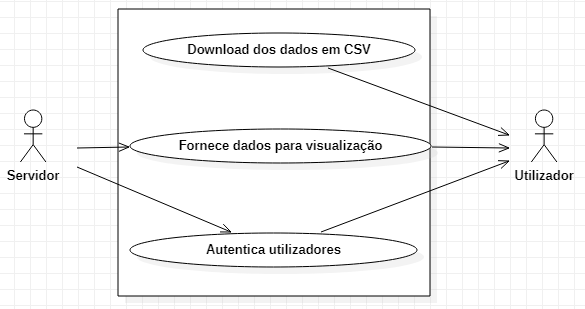 Download dos dados em CSV
Servidor
Fornece dados para visualização
Utilizador
Autentica utilizadores